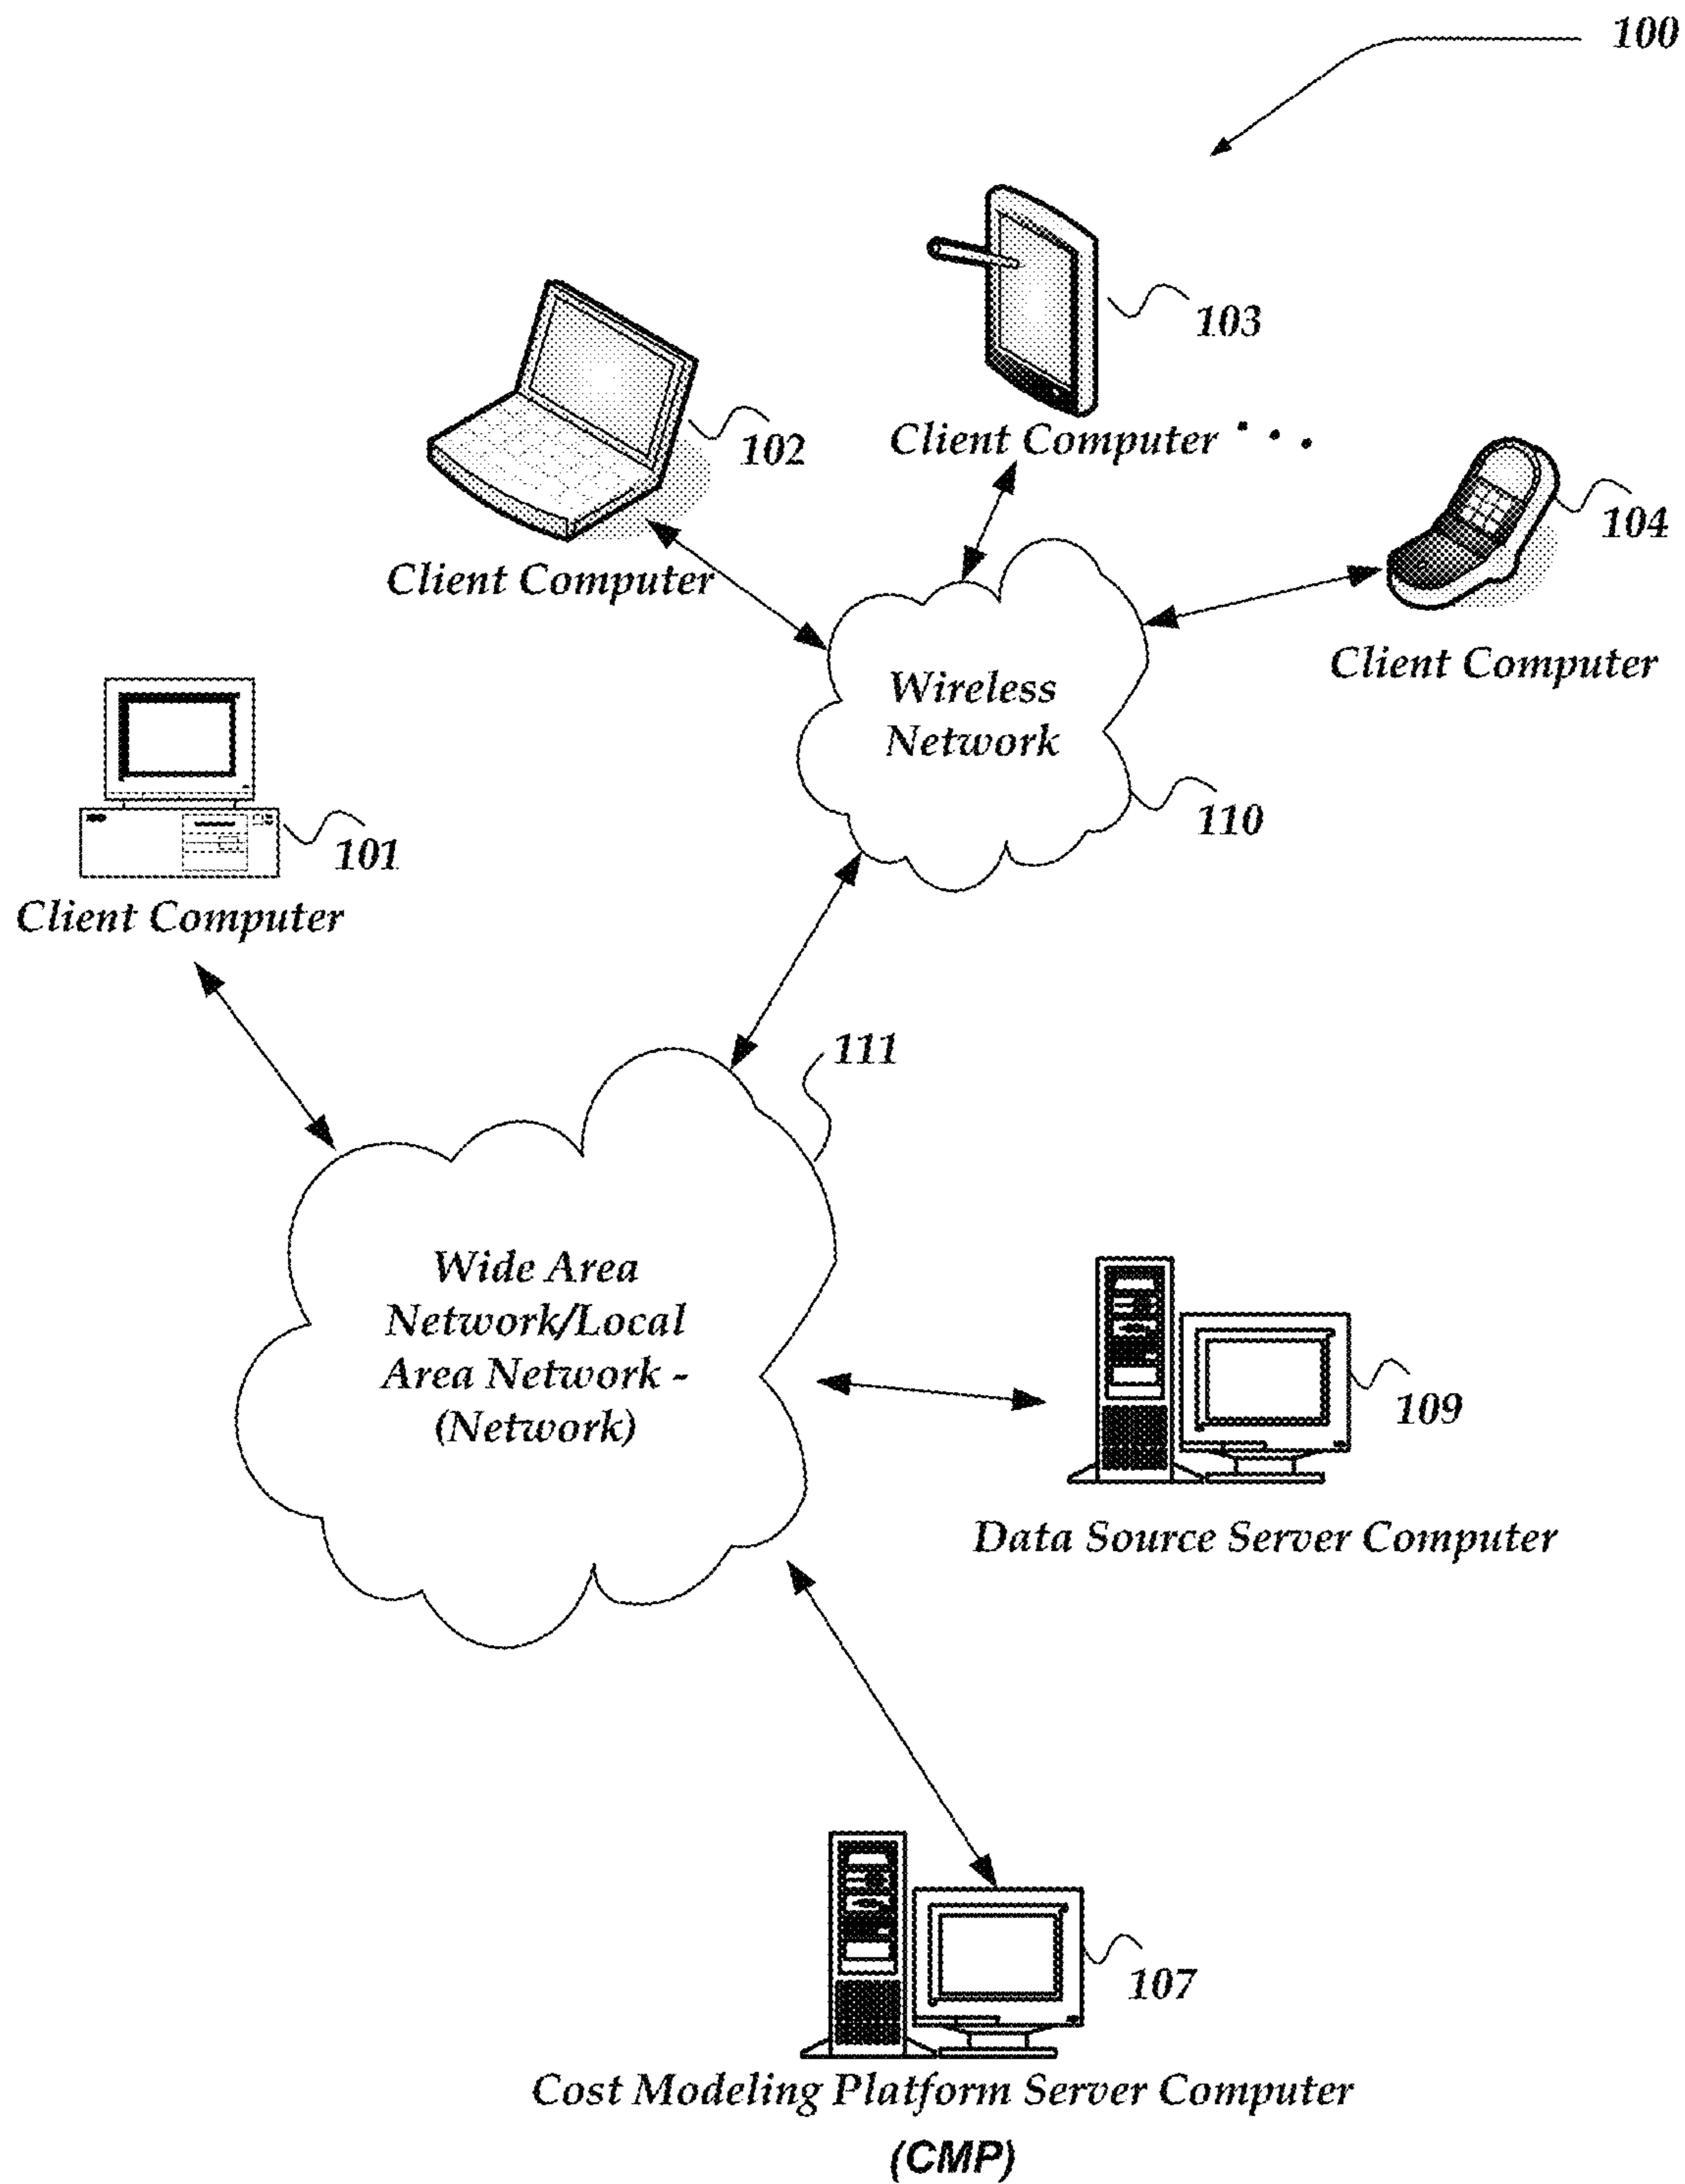 100
103
Client Computer . . .
102
Client Computer
104
Client Computer
Wireless
Network
110
101
Client Computer
111
Wide Area
Network/Local
Area Network -
(Network)
109
Data Source Server Computer
107
Cost Modeling Platform Server Computer
(CMP)